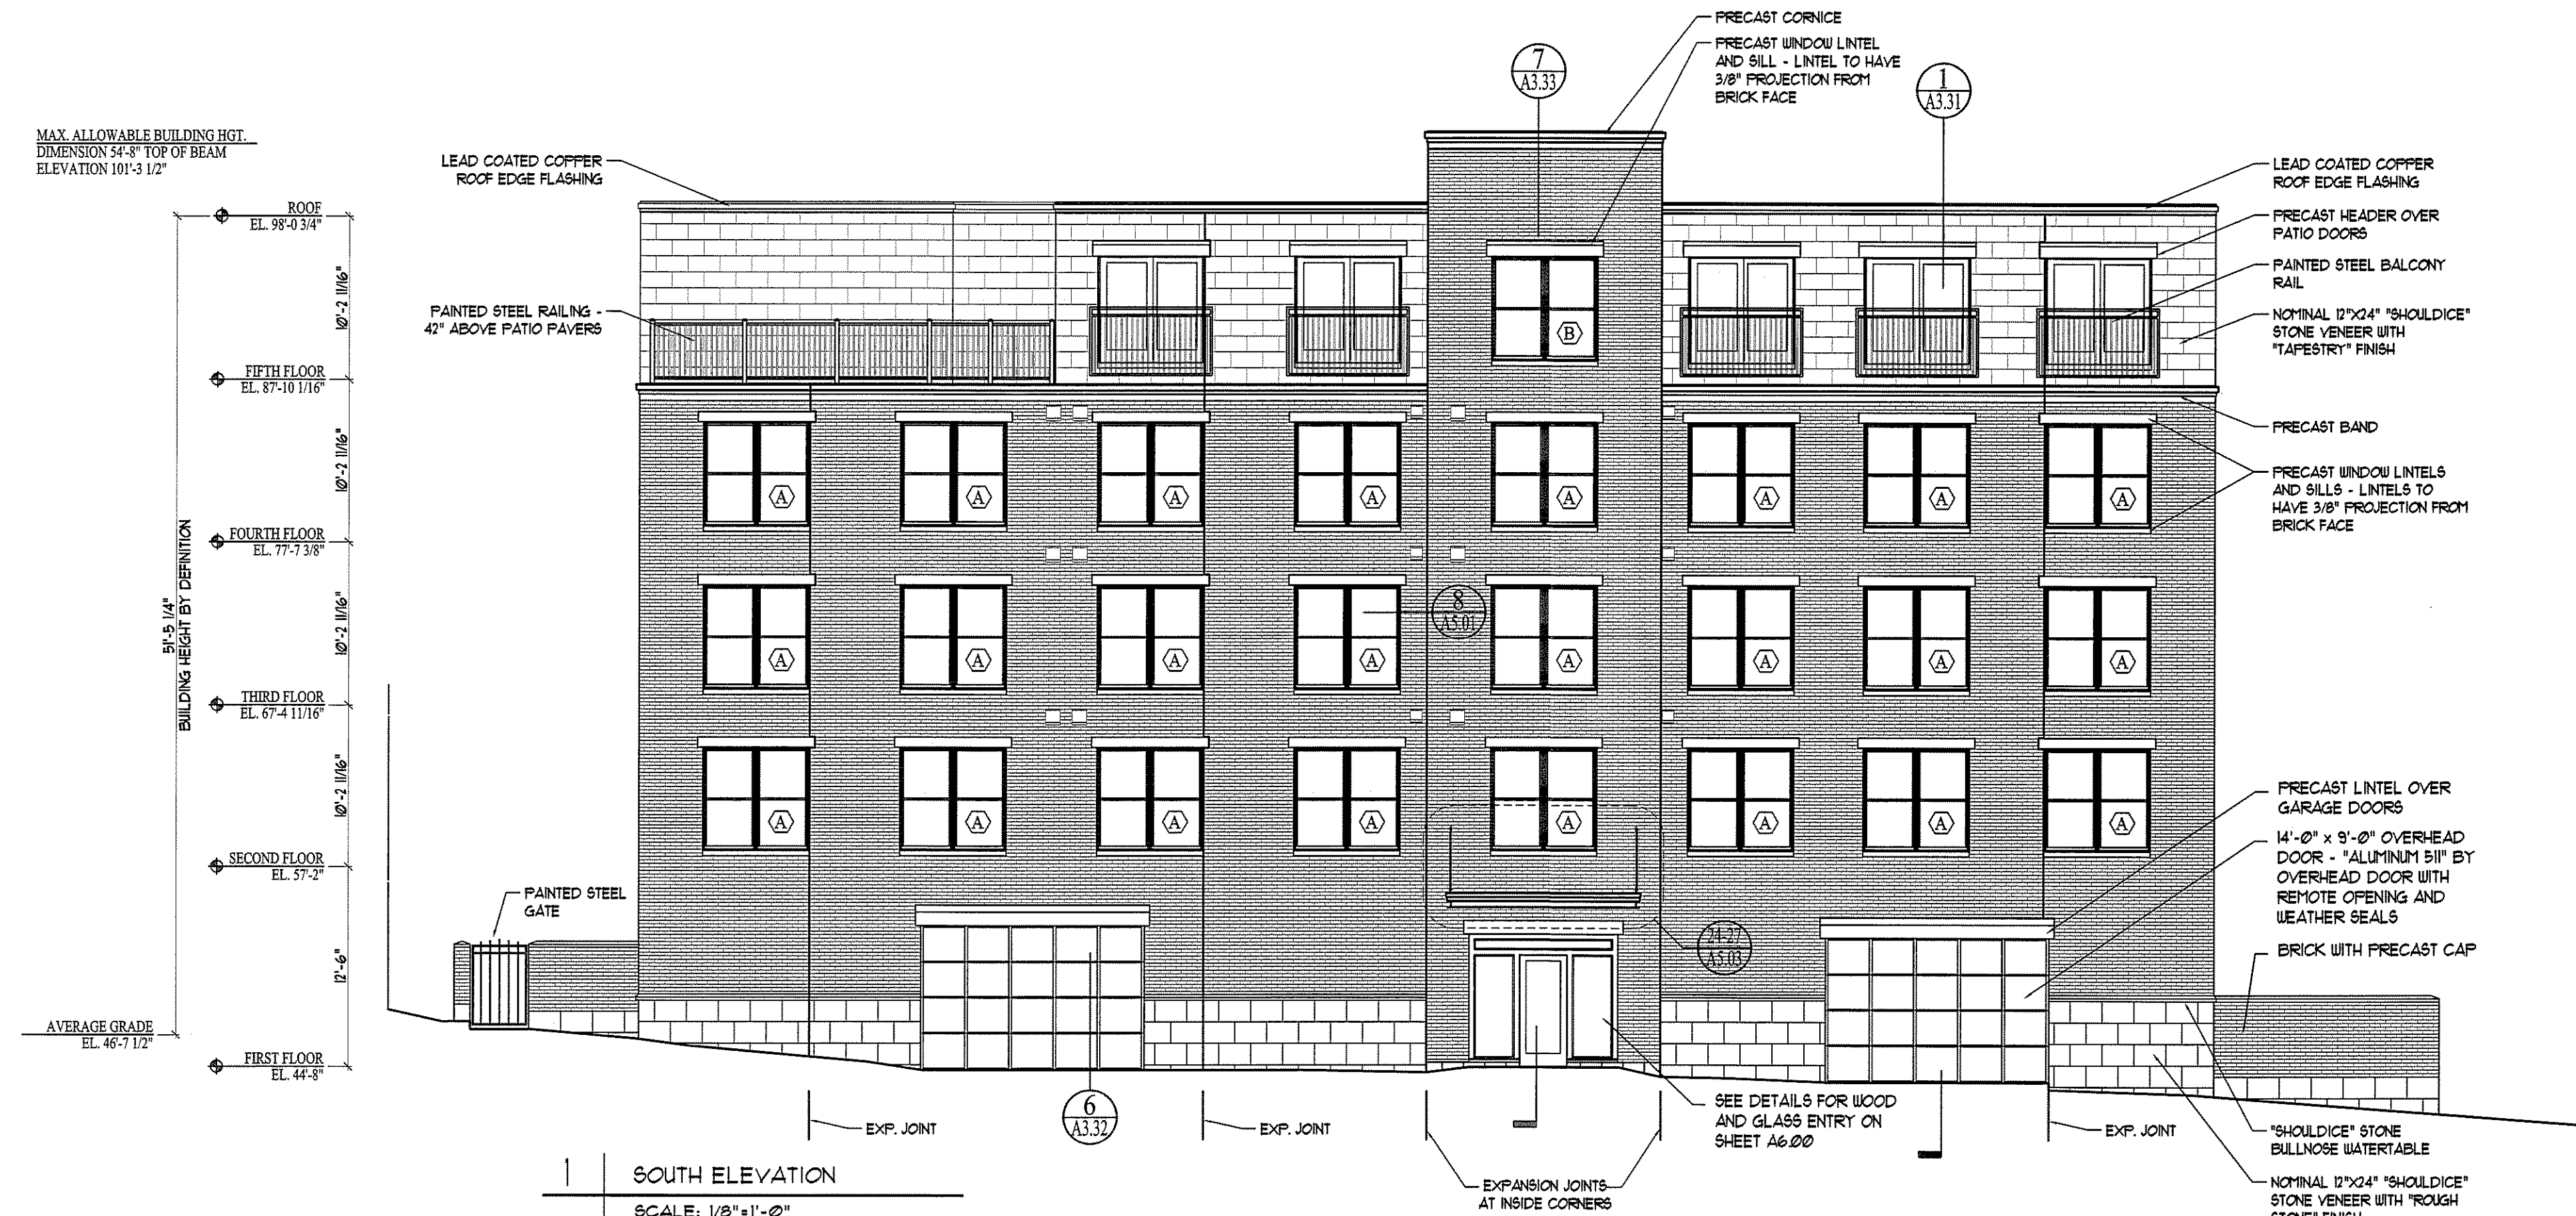 PRECAST CORNICE
PRECAST WINDOW LINTEL
AND SILL - LINTEL TO HAVE
3/8" PROJECTION FROM
BRICK FACE
7
A3.33
1
A3.31
MAX. ALLOWABLE BUILDING HGT.
DIMENSION 54'-8" TOP OF BEAM
ELEVATION 101'-3 1/2"
LEAD COATED COPPER
ROOF EDGE FLASHING
LEAD COATED COPPER
ROOF EDGE FLASHING
PRECAST HEADER OVER
PATIO DOORS
PAINTED STEEL BALCONY
RAIL
NOMINAL 12"X24" "SHOULDICE"
STONE VENEER WITH
"TAPESTRY" FINISH
PRECAST BAND
PRECAST WINDOW LINTELS
AND SILLS - LINTELS TO
HAVE 3/8" PROJECTION FROM
BRICK FACE
ROOF
EL. 98'-0 3/4"
10'-2 11/16"
PAINTED STEEL RAILING -
42" ABOVE PATIO PAVERS
B
FIFTH FLOOR
EL. 87'-10 1/16"
10'-2 11/16"
A A A A A A A
FOURTH FLOOR
EL. 77'-7 3/8"
51'-5 1/4"
BUILDING HEIGHT BY DEFINITION
10'-2 11/16"
8
A5.01
A A A A A A A
THIRD FLOOR
EL. 67'-4 11/16"
10'-2 11/16"
A A A A A A A
SECOND FLOOR
EL. 57'-2"
12'-6"
PAINTED STEEL
GATE
24-27
A5.03
PRECAST LINTEL OVER
GARAGE DOORS
14'-0" x 9'-0" OVERHEAD
DOOR - "ALUMINUM 511" BY
OVERHEAD DOOR WITH
REMOTE OPENING AND
WEATHER SEALS
BRICK WITH PRECAST CAP
AVERAGE GRADE
EL. 46'-7 1/2"
FIRST FLOOR
EL. 44'-8"
EXP. JOINT
6
A3.32
EXP. JOINT
EXPANSION JOINTS
AT INSIDE CORNERS
SEE DETAILS FOR WOOD
AND GLASS ENTRY ON
SHEET A6.00
EXP. JOINT
"SHOULDICE" STONE
BULLNOSE WATERTABLE
NOMINAL 12"X24" "SHOULDICE"
STONE VENEER WITH "ROUGH
STONE" FINISH
1
SOUTH ELEVATION
SCALE: 1/8"=1'-0"